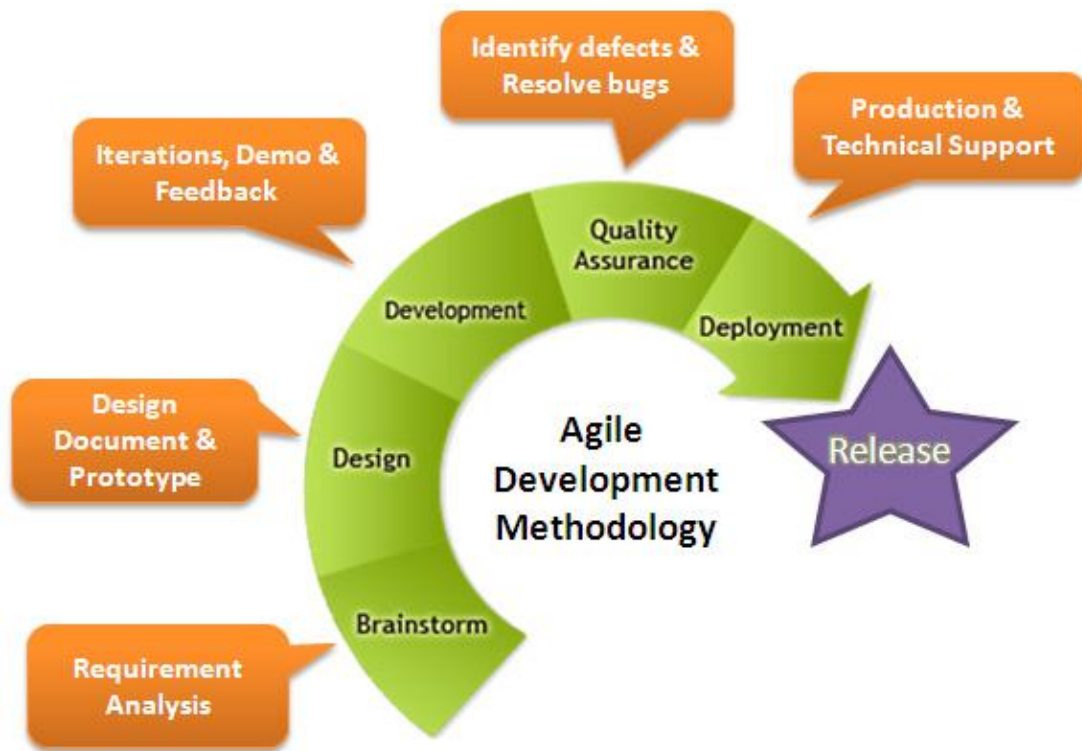 Identify defects &
Resolve bugs
Production &
Technical Support
Iterations, Demo &
Feedback
Quality
Assurance
Development
Deployment
Design
Document &
Prototype
Design
Agile
Development
Methodology
Release
Brainstorm
Requirement
Analysis